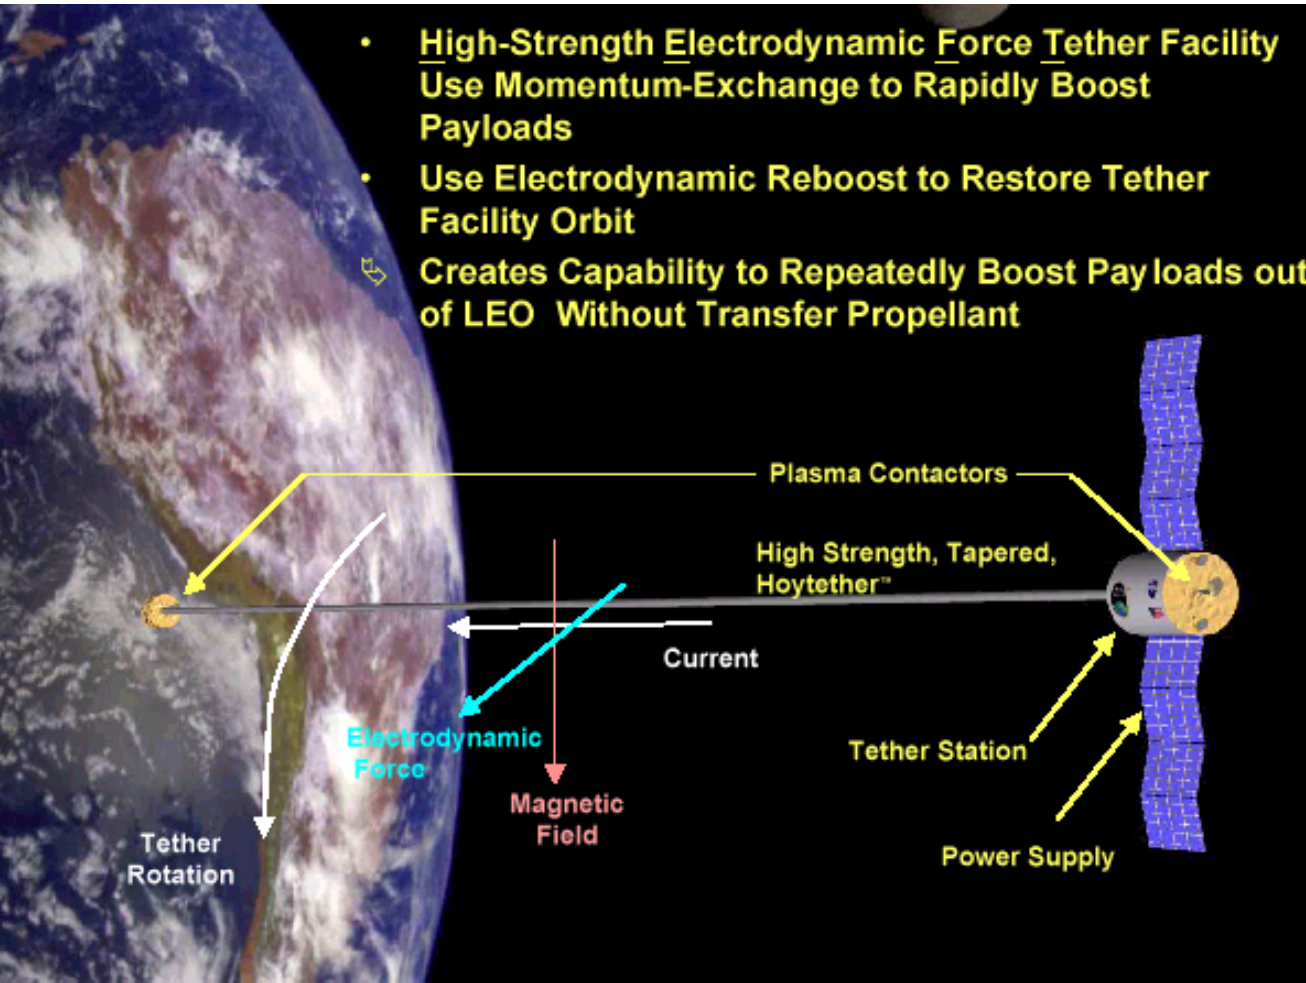 • High-Strength Electrodynamic Force Tether Facility
Use Momentum-Exchange to Rapidly Boost
Payloads
• Use Electrodynamic Reboost to Restore Tether
Facility Orbit
Creates Capability to Repeatedly Boost Payloads out
of LEO Without Transfer Propellant
Plasma Contactors
High Strength, Tapered,
Hoytether™
Current
Electrodynamic
Force
Tether Station
Magnetic
Field
Tether
Rotation
Power Supply